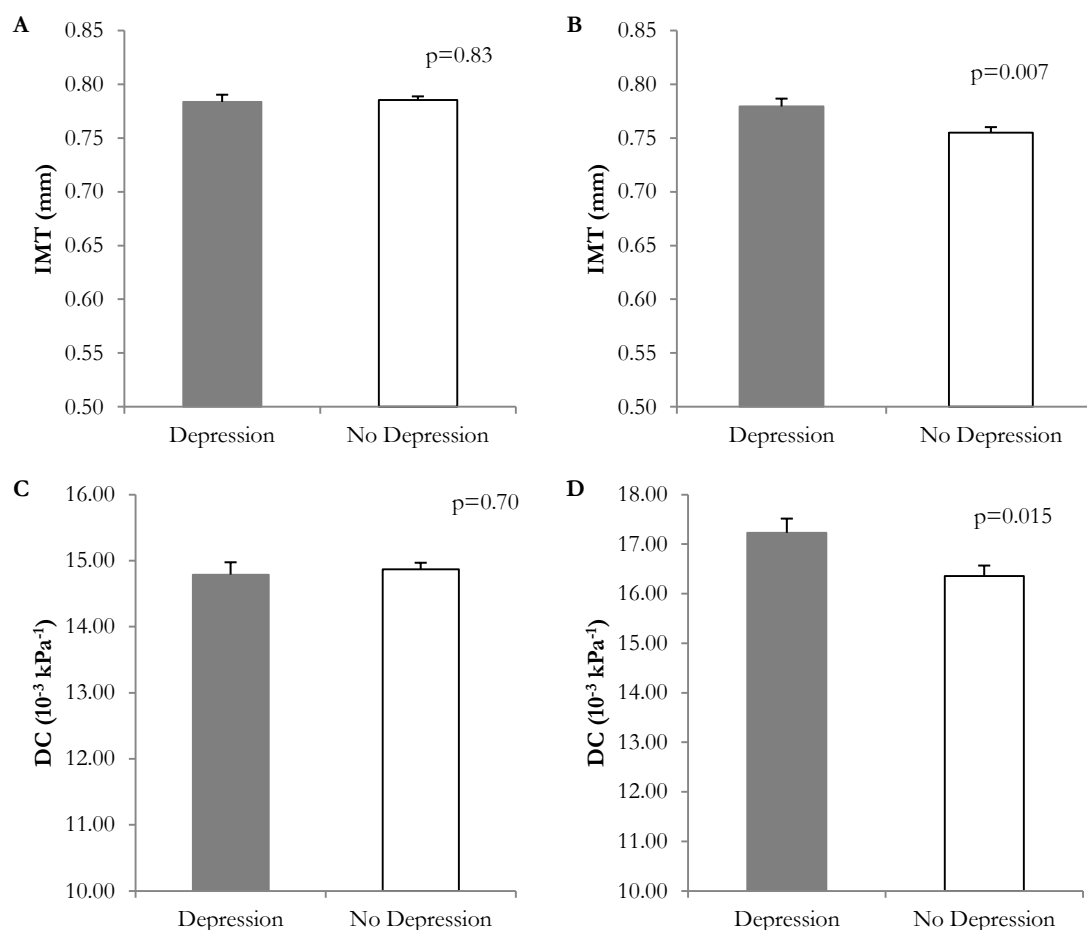 A
p=0.83
IMT (mm)
0.85
0.80
0.75
0.70
0.65
0.60
0.55
0.50
Depression
No Depression
B
p=0.007
IMT (mm)
0.85
0.80
0.75
0.70
0.65
0.60
0.55
0.50
Depression
No Depression
C
p=0.70
DC (10⁻³ kPa⁻¹)
16.00
15.00
14.00
13.00
12.00
11.00
10.00
Depression
No Depression
D
p=0.015
DC (10⁻³ kPa⁻¹)
18.00
17.00
16.00
15.00
14.00
13.00
12.00
11.00
10.00
Depression
No Depression